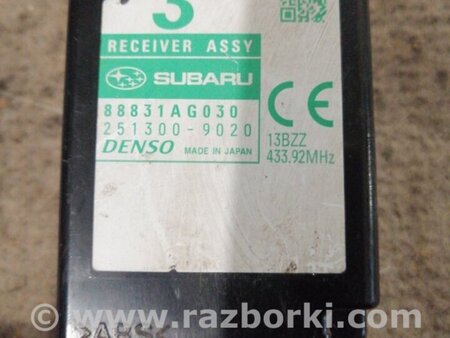 3
RECEIVER ASSY
SUBARU
88831AG030
251300-9020
DENSO MADE IN JAPAN
CE
13BZZ
433.92MHz
www.razborki.com